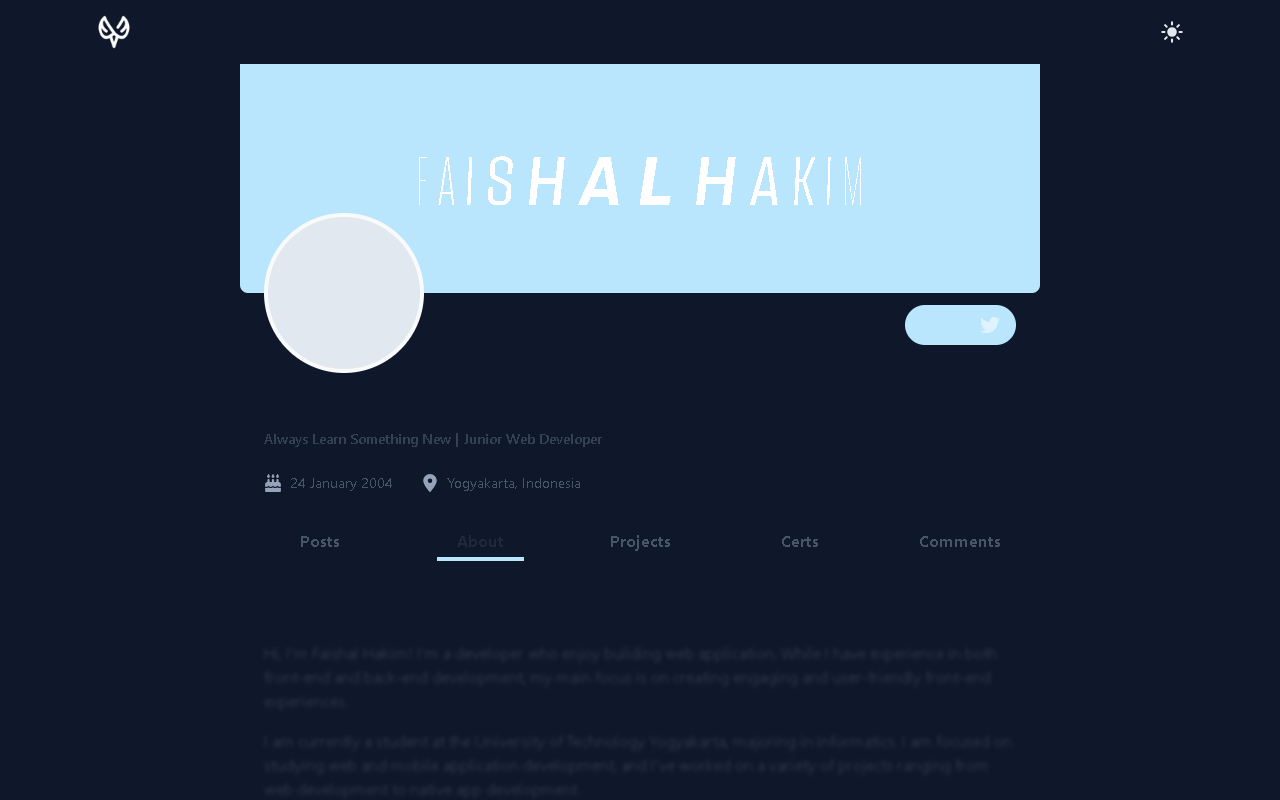 FAISHAL HAKIM
Always Learn Something New | Junior Web Developer
24 January 2004 Yogyakarta, Indonesia
Posts About Projects Certs Comments
Hi, I'm Faishal Hakim! I'm a developer who enjoy building web application. While I have experience in both
front-end and back-end development, my main focus is on creating engaging and user-friendly front-end
experiences.
I am currently a student at the University of Technology Yogyakarta, majoring in Informatics. I am focused on
studying web and mobile application development, and I've worked on a variety of projects ranging from
web development to native app development.